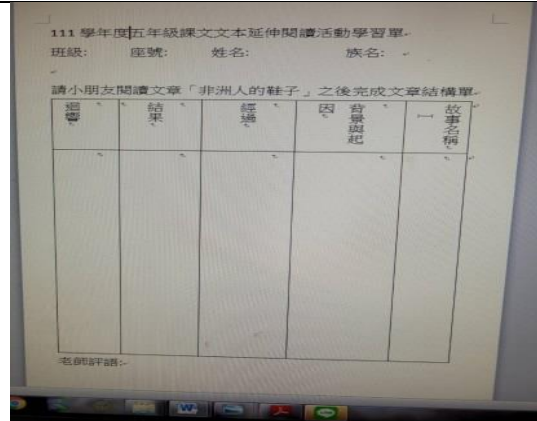 111 學年度五年級課文文本延伸閱讀活動學習單
班級: 座號: 姓名: 族名:
請小朋友閱讀文章「非洲人的鞋子」之後完成文章結構單
故事名稱
背景與起因
經過
結果
迴響
老師評語: